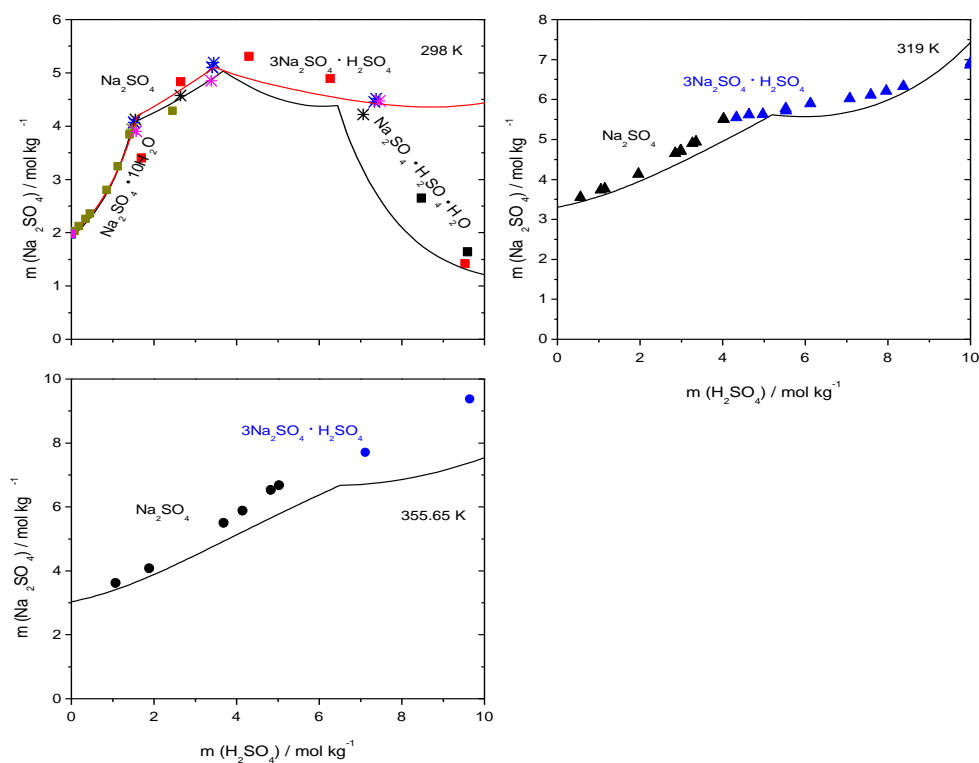 298 K
Na₂SO₄
3Na₂SO₄·H₂SO₄
Na₂SO₄·10H₂O
Na₂SO₄·H₂SO₄·H₂O
m (Na₂SO₄) / mol kg⁻¹
0
1
2
3
4
5
6
319 K
3Na₂SO₄·H₂SO₄
Na₂SO₄
m (Na₂SO₄) / mol kg⁻¹
0
1
2
3
4
5
6
7
8
0 2 4 6 8 10
m (H₂SO₄) / mol kg⁻¹
3Na₂SO₄·H₂SO₄
Na₂SO₄
355.65 K
m (Na₂SO₄) / mol kg⁻¹
0
2
4
6
8
10
0 2 4 6 8 10
m (H₂SO₄) / mol kg⁻¹